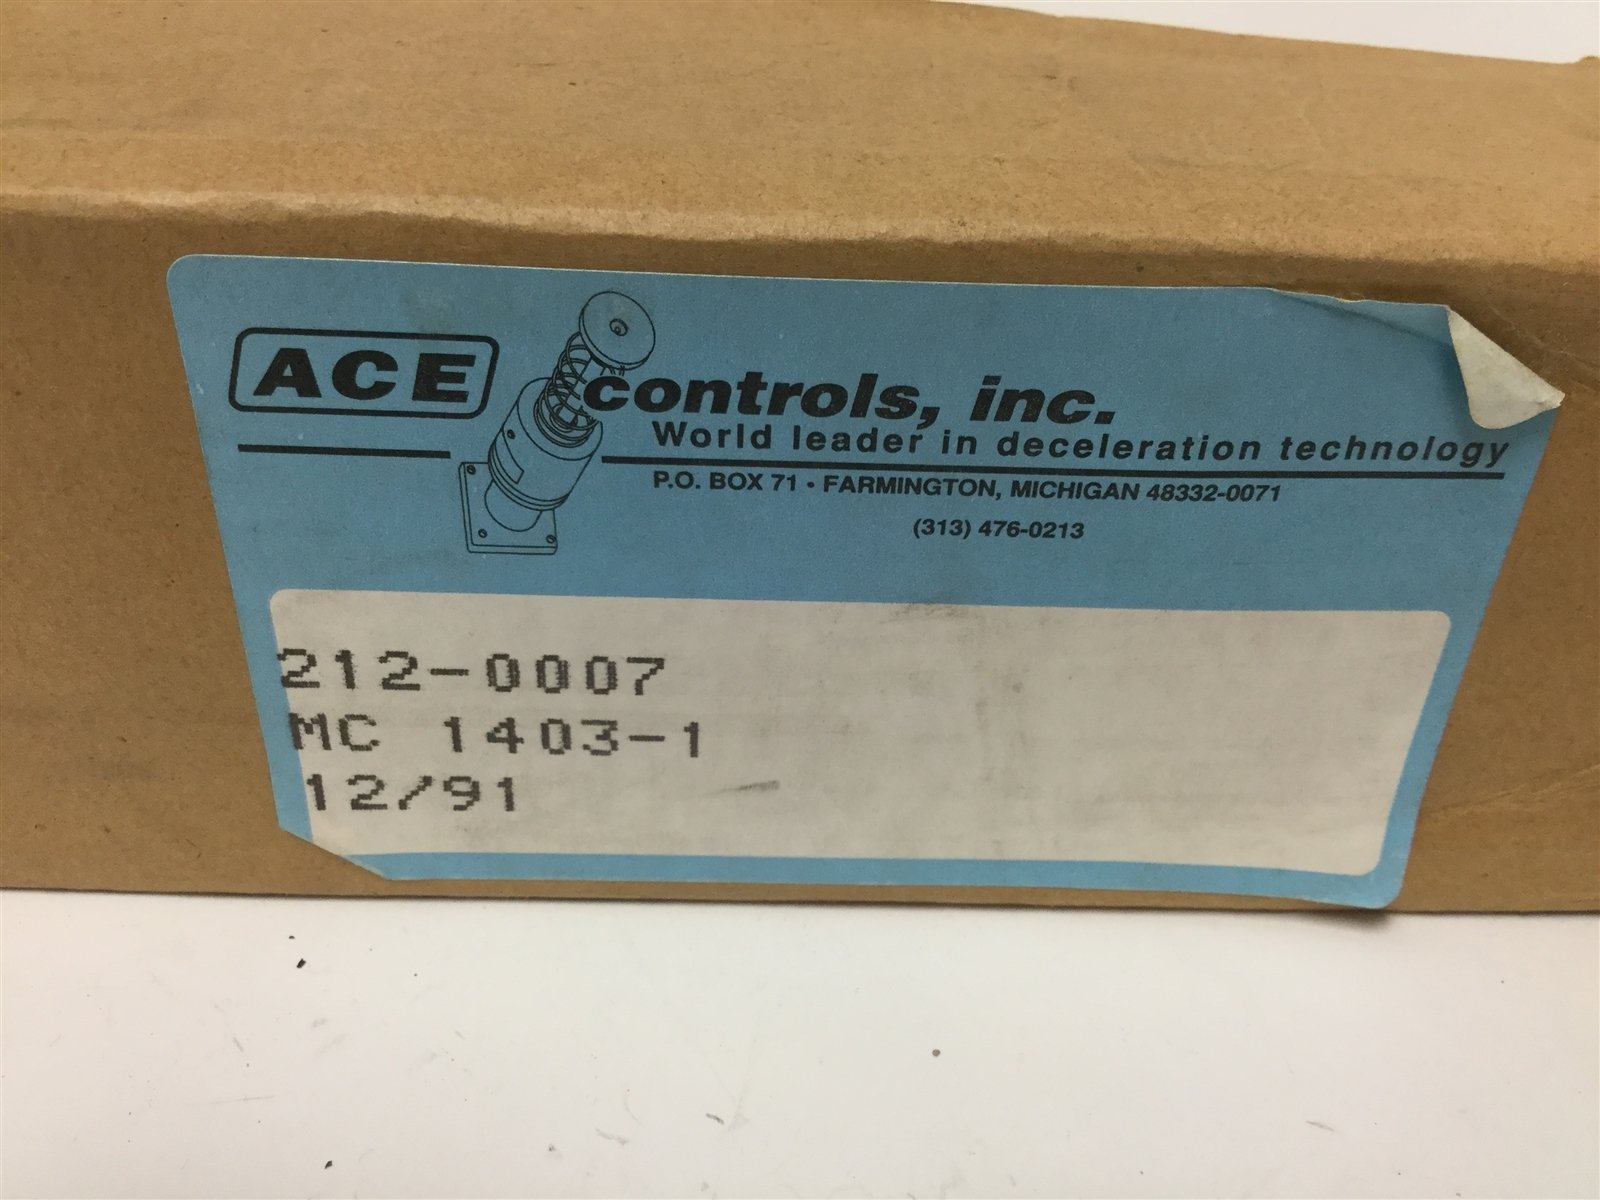 ACE controls, inc.
World leader in deceleration technology
P.O. BOX 71 • FARMINGTON, MICHIGAN 48332-0071
(313) 476-0213
212-0007
MC 1403-1
12/91